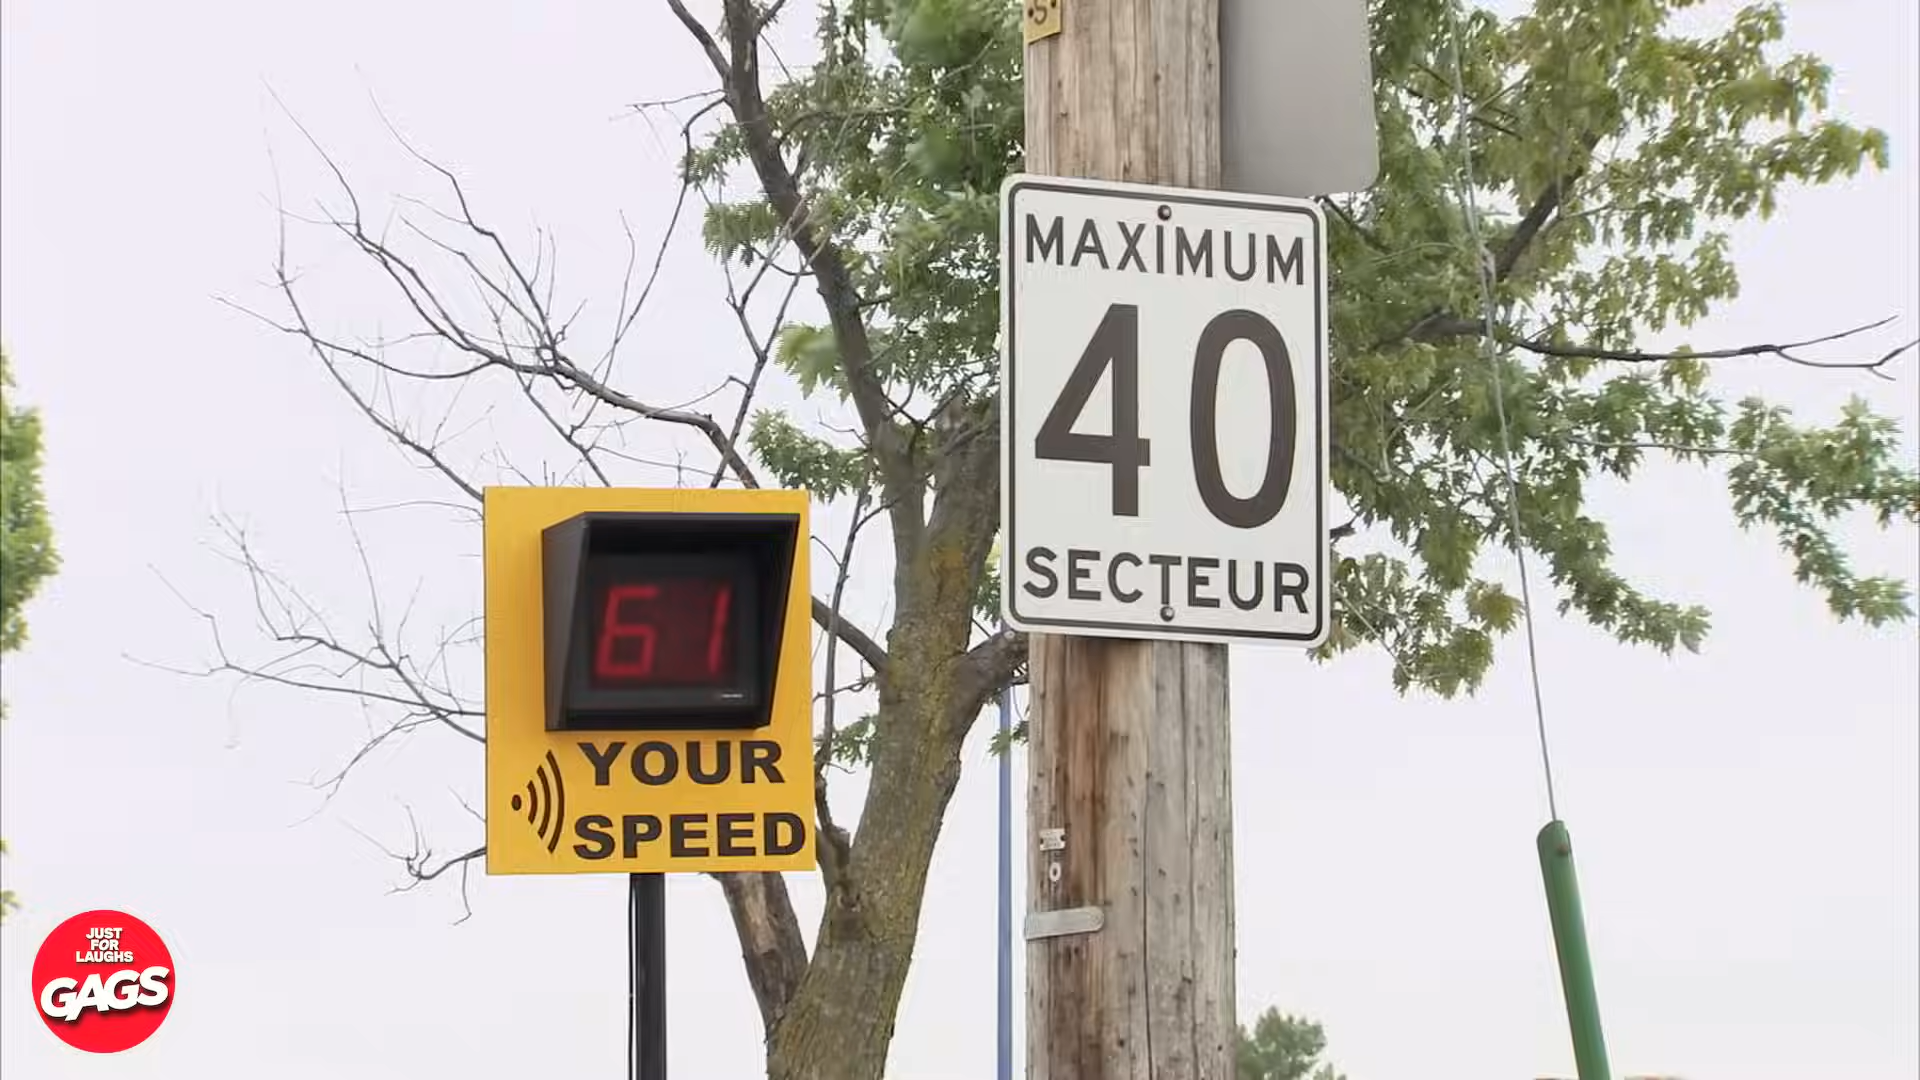 S
MAXIMUM
40
SECTEUR
61
YOUR
SPEED
JUST
FOR
LAUGHS
GAGS